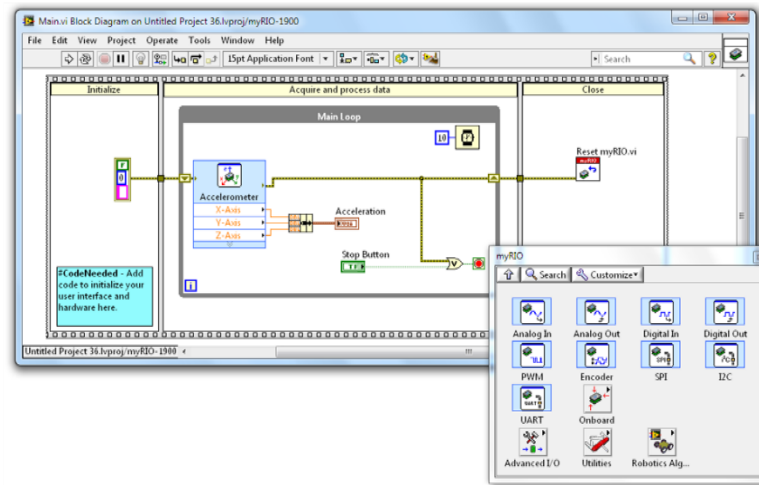 Main.vi Block Diagram on Untitled Project 36.lvproj/myRIO-1900
File Edit View Project Operate Tools Window Help
15pt Application Font
Search
Initialize
Acquire and process data
Close
Main Loop
10
Reset myRIO.vi
myRIO
F
0
Accelerometer
X-Axis
Y-Axis
Z-Axis
Acceleration
Stop Button
TF
V
i
#CodeNeeded - Add
code to initialize your
user interface and
hardware here.
Untitled Project 36.lvproj/myRIO-1900
myRIO
Search Customize
Analog In Analog Out Digital In Digital Out
PWM Encoder SPI I2C
UART Onboard
Advanced I/O Utilities Robotics Alg...